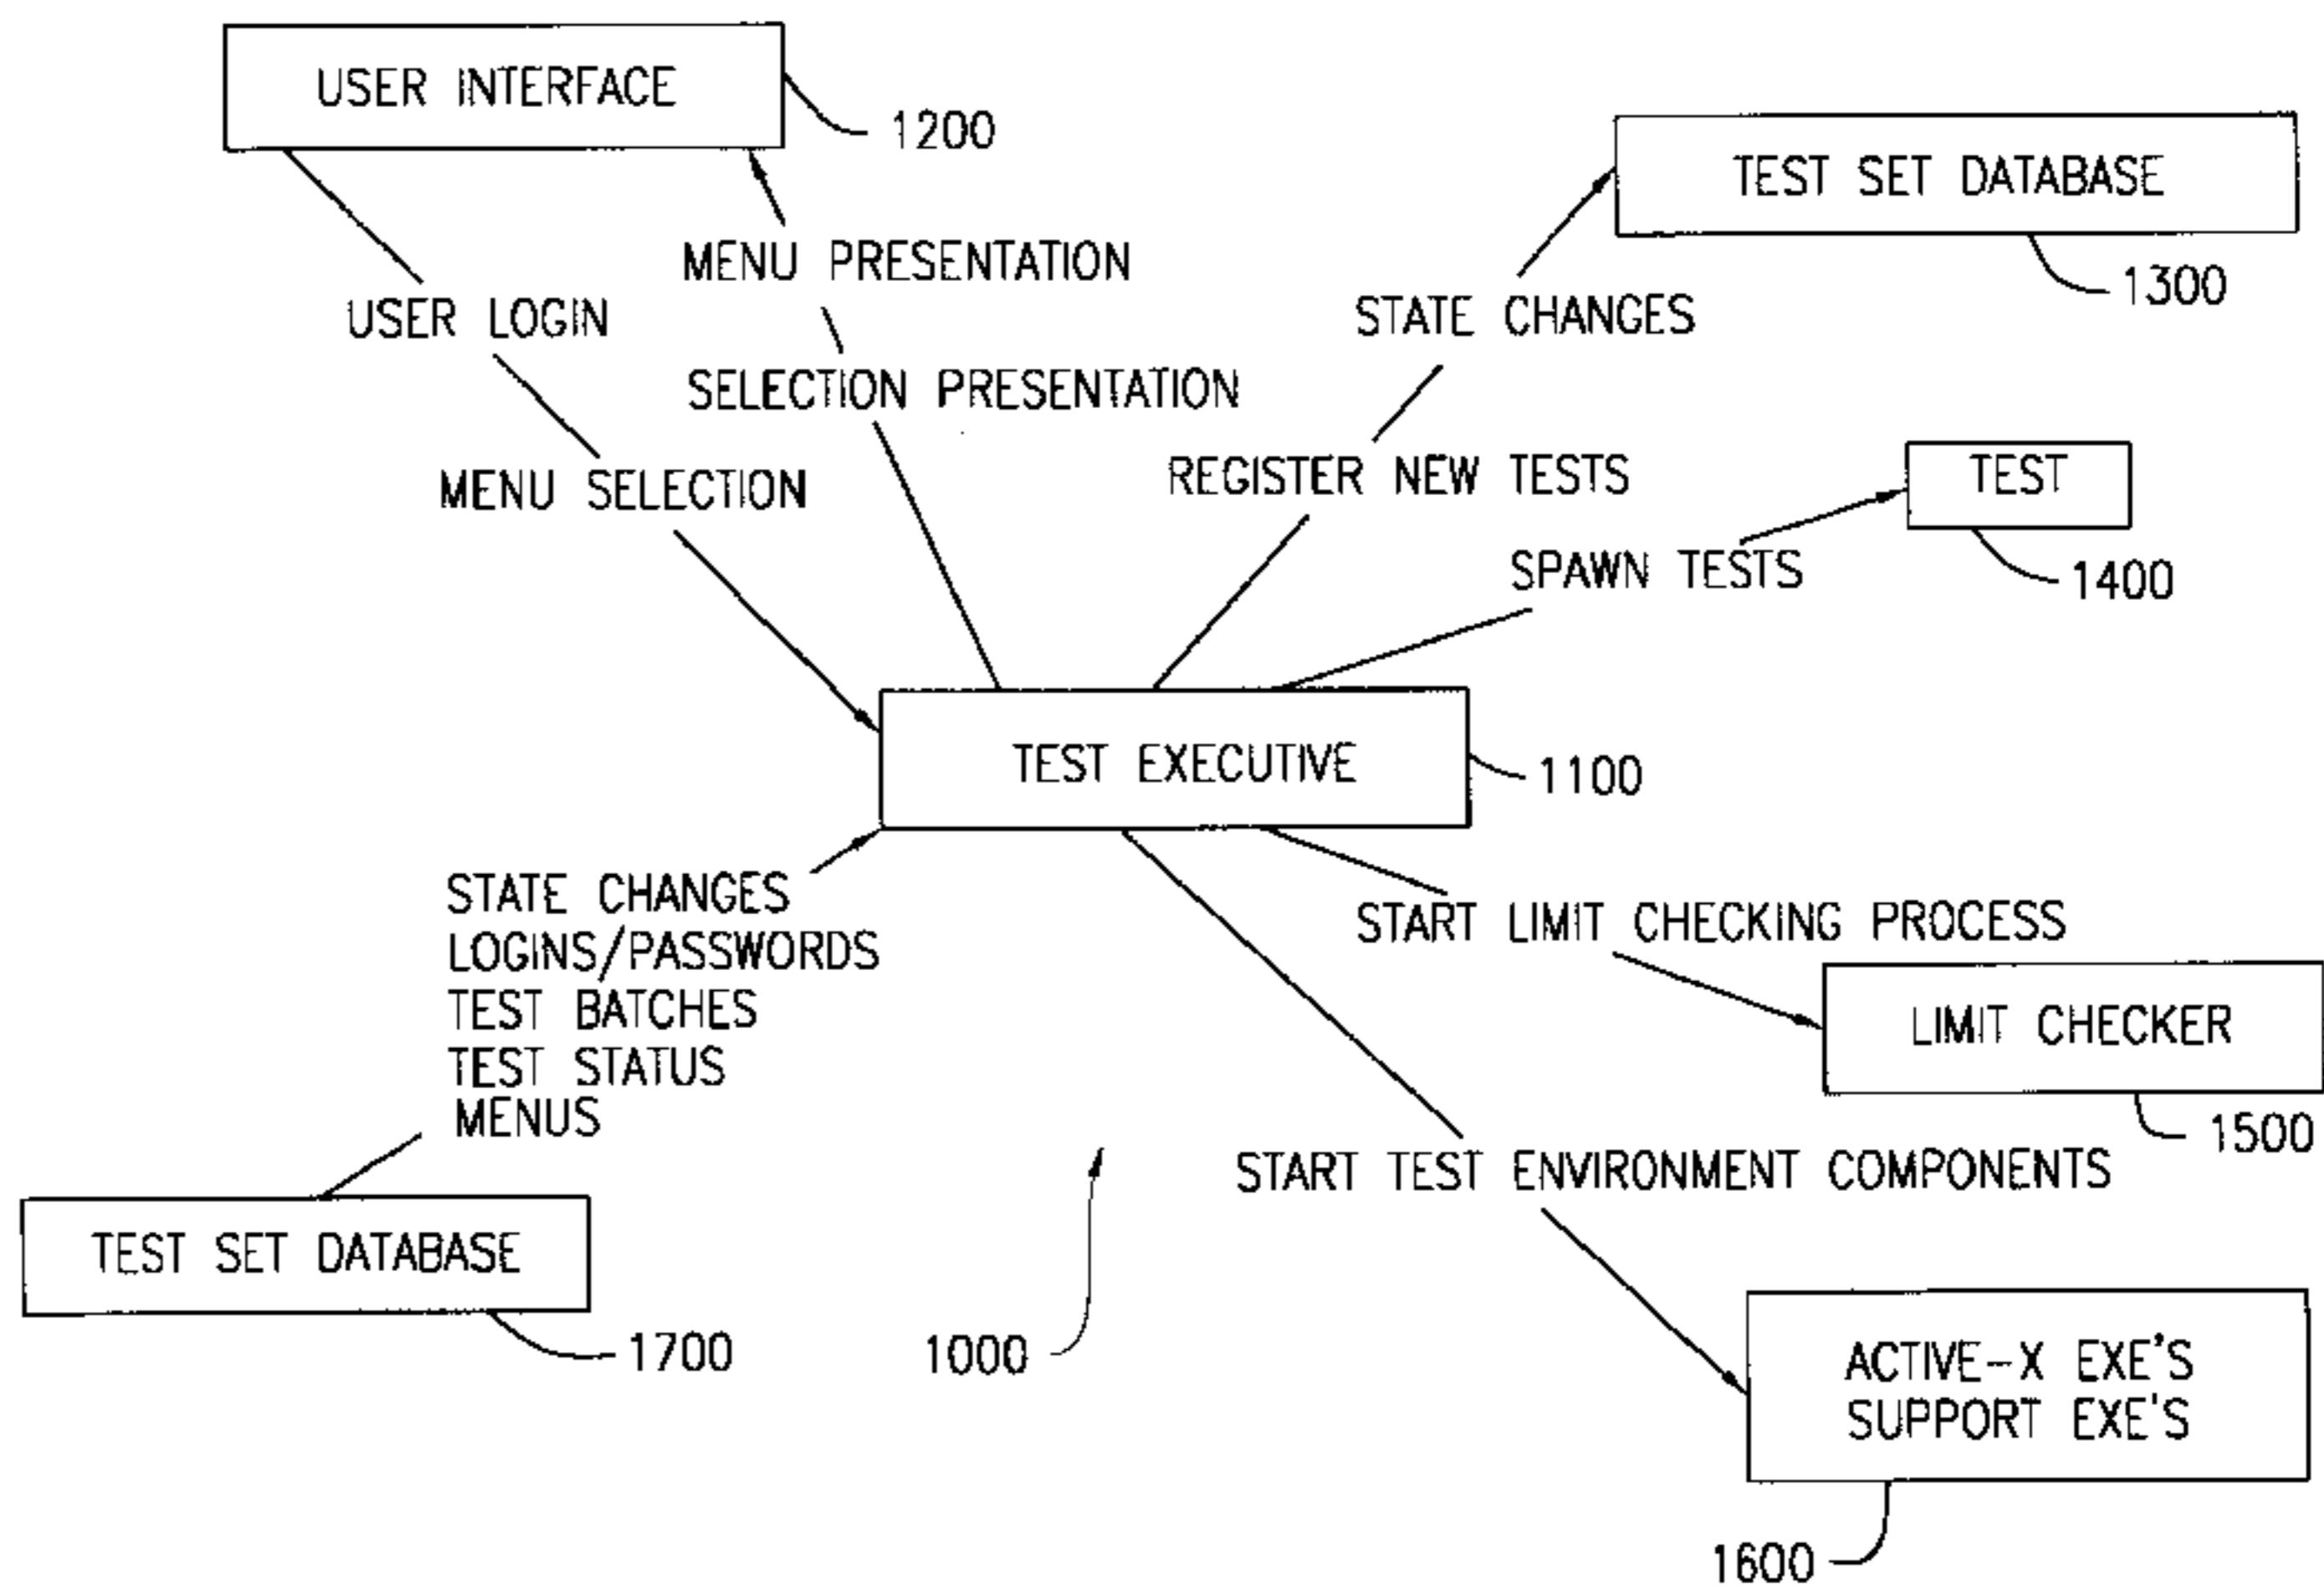 USER INTERFACE
1200
TEST SET DATABASE
1300
MENU PRESENTATION
USER LOGIN
STATE CHANGES
SELECTION PRESENTATION
MENU SELECTION
REGISTER NEW TESTS
TEST
1400
SPAWN TESTS
TEST EXECUTIVE
1100
STATE CHANGES
LOGINS/PASSWORDS
TEST BATCHES
TEST STATUS
MENUS
START LIMIT CHECKING PROCESS
LIMIT CHECKER
1500
START TEST ENVIRONMENT COMPONENTS
TEST SET DATABASE
1700
1000
ACTIVE-X EXE'S
SUPPORT EXE'S
1600